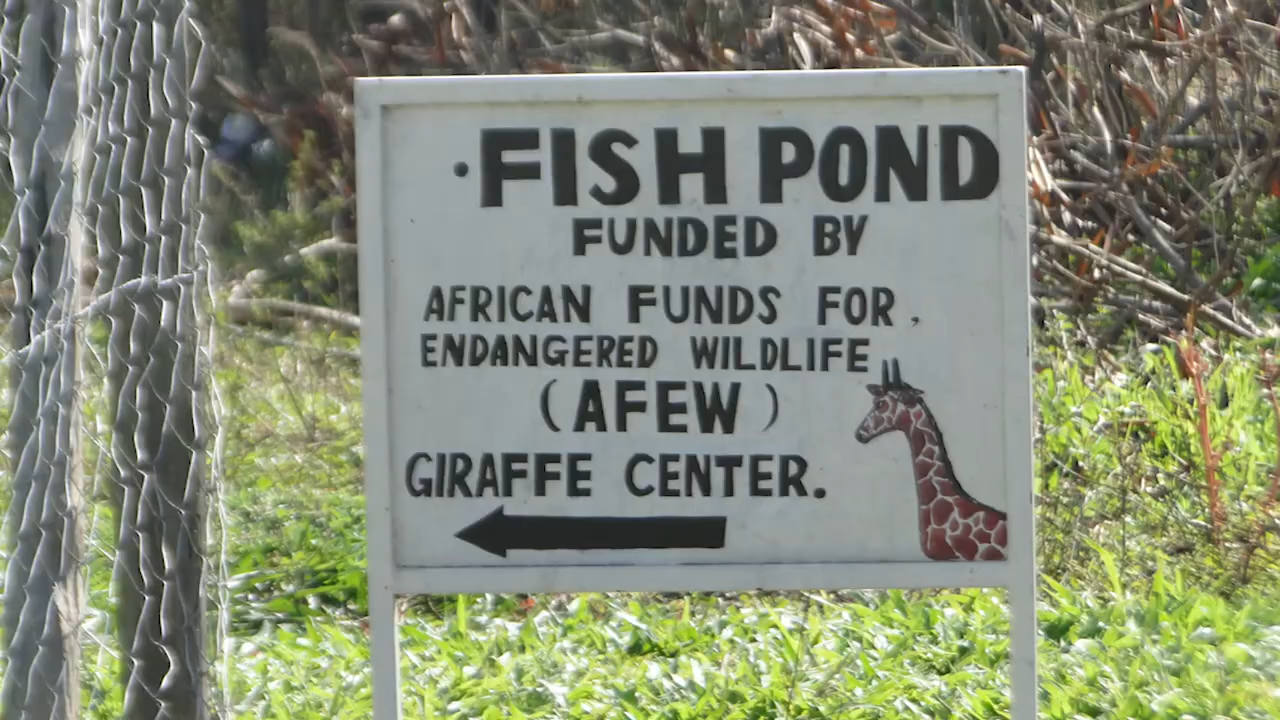 ·FISH POND
FUNDED BY
AFRICAN FUNDS FOR,
ENDANGERED WILDLIFE
(AFEW)
GIRAFFE CENTER.